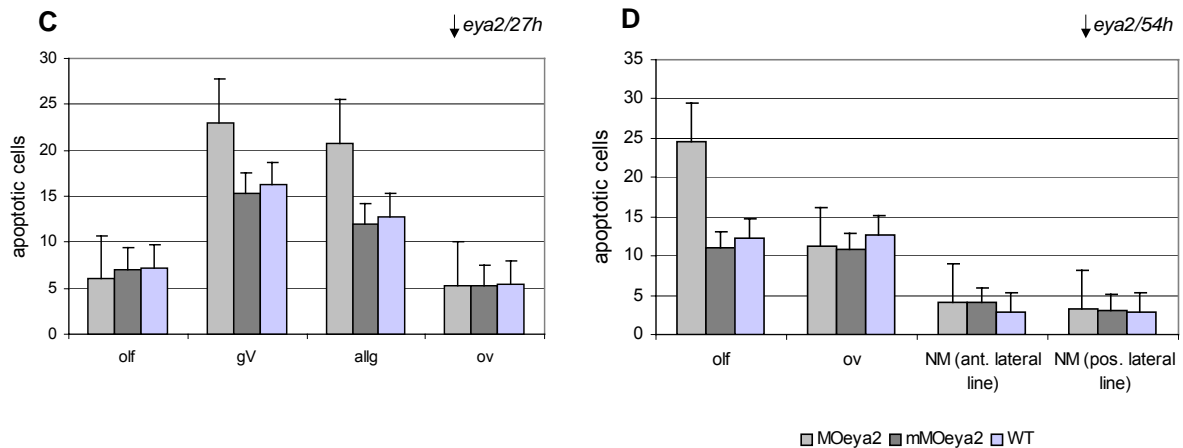 C
↓ eya2/27h
apoptotic cells
30
25
20
15
10
5
0
olf gV allg ov
D
↓ eya2/54h
apoptotic cells
35
30
25
20
15
10
5
0
olf ov NM (ant. lateral NM (pos. lateral
line) line)
MOeya2 mMOeya2 WT